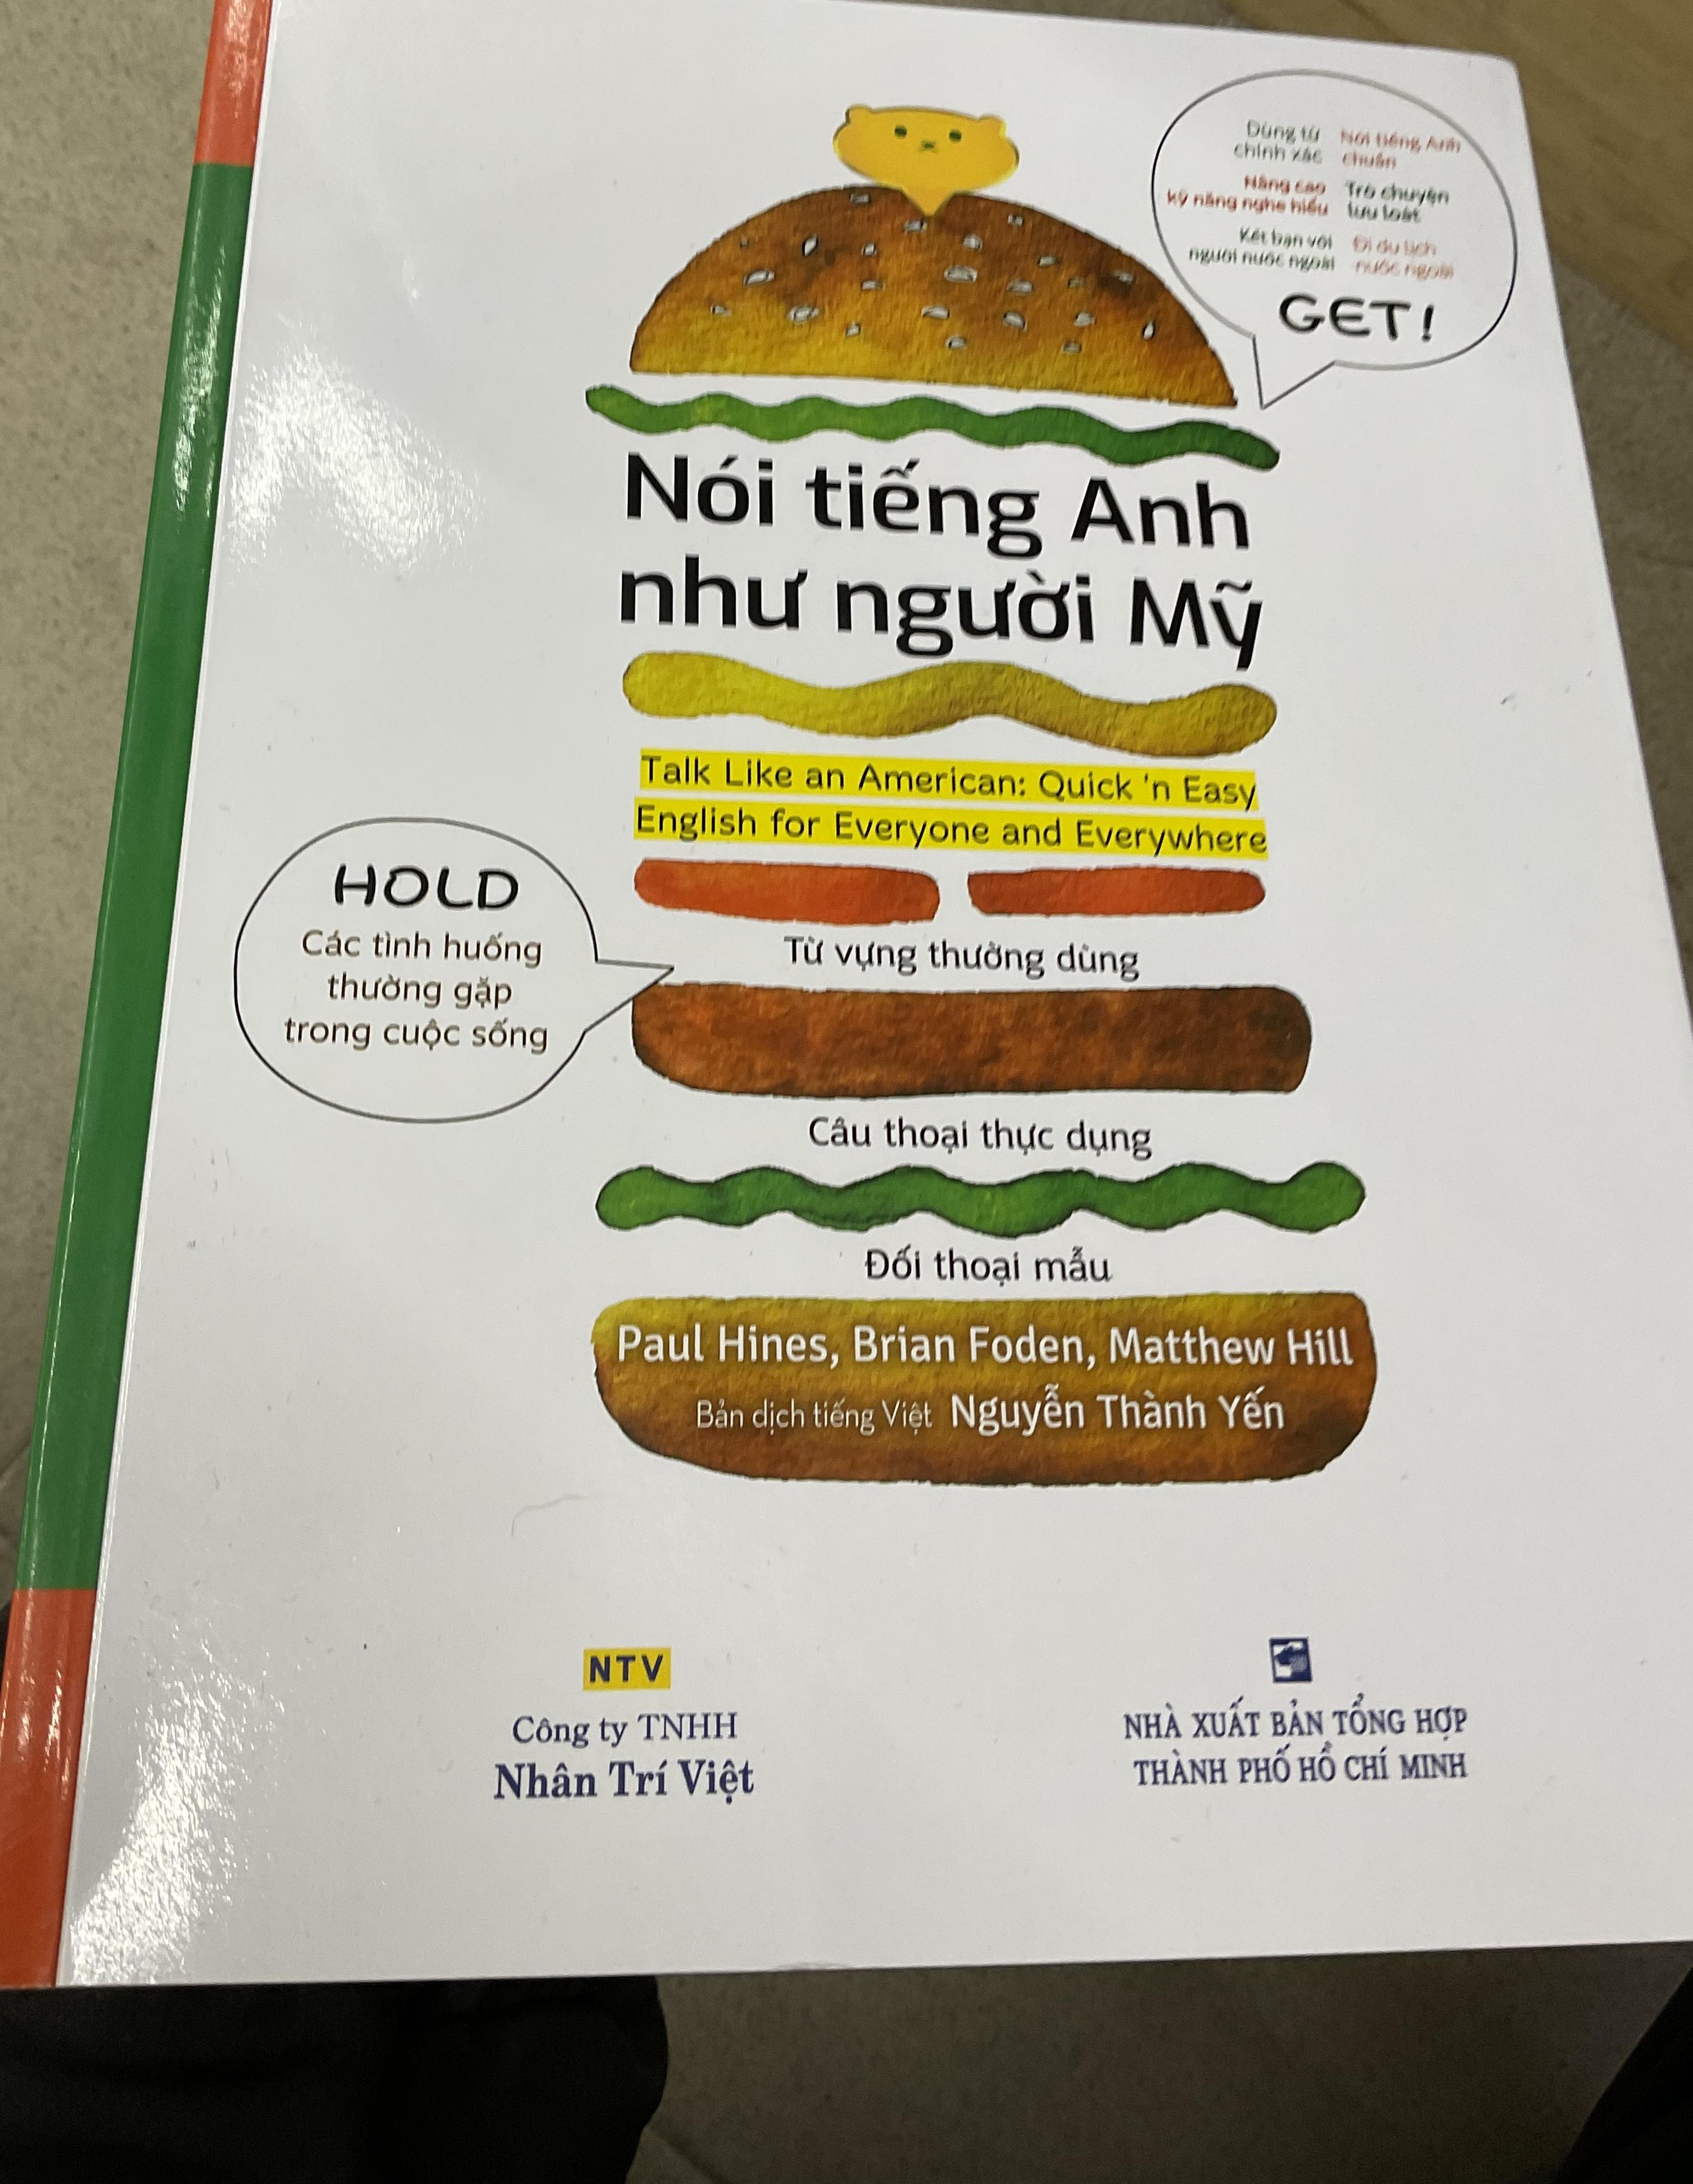 Dùng từ
chính xác
Nói tiếng Anh
chuẩn
Nâng cao
kỹ năng nghe hiểu
Trò chuyện
lưu loát
Kết bạn với
người nước ngoài
Đi du lịch
nước ngoài
GET!
Nói tiếng Anh
như người Mỹ
Talk Like an American: Quick 'n Easy
English for Everyone and Everywhere
HOLD
Các tình huống
thường gặp
trong cuộc sống
Từ vựng thường dùng
Câu thoại thực dụng
Đối thoại mẫu
Paul Hines, Brian Foden, Matthew Hill
Bản dịch tiếng Việt Nguyễn Thành Yến
NTV
Công ty TNHH
Nhân Trí Việt
NHÀ XUẤT BẢN TỔNG HỢP
THÀNH PHỐ HỒ CHÍ MINH